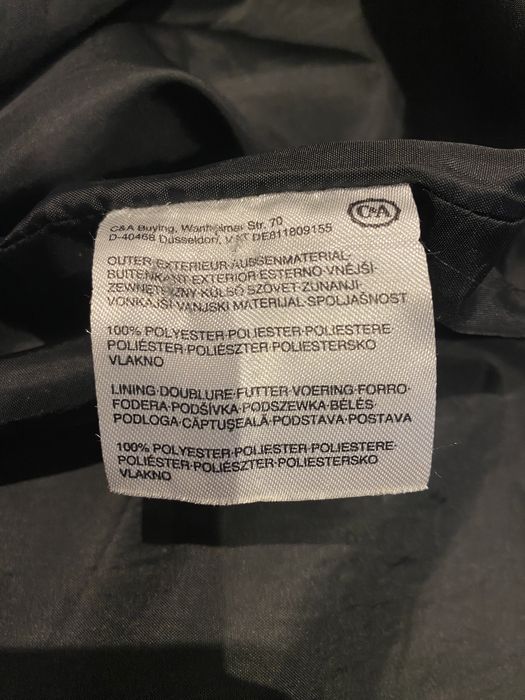 C&A
C&A Buying, Wanheimer Str. 70
D-40468 Düsseldorf, VAT DE811809155
OUTER·EXTERIEUR·AUSSENMATERIAL·
BUITENKANT·EXTERIOR·ESTERNO·VNĚJŠÍ·
ZEWNĘTRZNY·KÜLSŐ SZÖVET·ZUNANJI·
VONKAJŠÍ·VANJSKI MATERIJAL·SPOLJAŠNOST
100% POLYESTER·POLIESTER·POLIESTERE·
POLIÉSTER·POLIÉSZTER·POLIESTERSKO
VLAKNO
LINING·DOUBLURE·FUTTER·VOERING·FORRO·
FODERA·PODŠÍVKA·PODSZEWKA·BÉLÉS·
PODLOGA·CĂPTUŞEALĂ·PODSTAVA·POSTAVA
100% POLYESTER·POLIESTER·POLIESTERE·
POLIÉSTER·POLIÉSZTER·POLIESTERSKO
VLAKNO